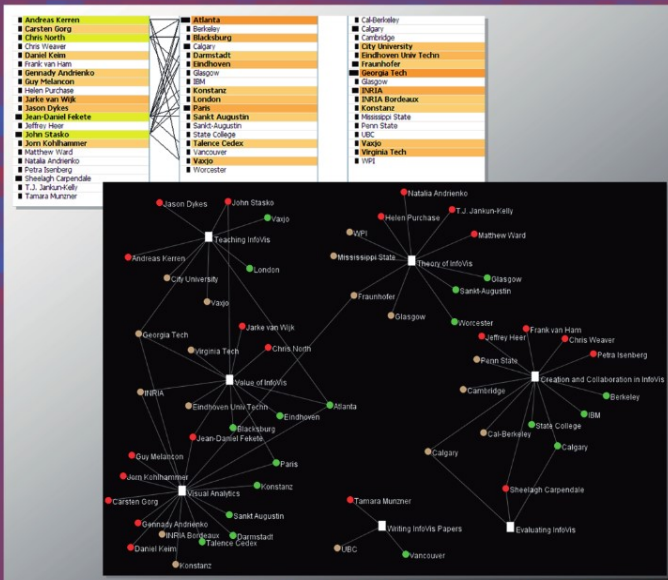 Andreas Kerren
Carsten Gorg
Chris North
Chris Weaver
Daniel Keim
Frank van Ham
Gennady Andrienko
Guy Melancon
Helen Purchase
Jarke van Wijk
Jason Dykes
Jean-Daniel Fekete
Jeffrey Heer
John Stasko
Jorn Kohlhammer
Matthew Ward
Natalia Andrienko
Petra Isenberg
Sheelagh Carpendale
T.J. Jankun-Kelly
Tamara Munzner
Atlanta
Berkeley
Blacksburg
Calgary
Darmstadt
Eindhoven
Glasgow
IBM
Konstanz
London
Paris
Sankt Augustin
Sankt-Augustin
State College
Talence Cedex
Vancouver
Vaxjo
Worcester
Cal-Berkeley
Calgary
Cambridge
City University
Eindhoven Univ Techn
Fraunhofer
Georgia Tech
Glasgow
INRIA
INRIA Bordeaux
Konstanz
Mississippi State
Penn State
UBC
Vaxjo
Virginia Tech
WPI
Jason Dykes
John Stasko
Vaxjo
Teaching InfoVis
Andreas Kerren
London
City University
Vaxjo
Georgia Tech
Jarke van Wijk
Virginia Tech
Chris North
Value of InfoVis
INRIA
Eindhoven Univ Techn
Eindhoven
Atlanta
Blacksburg
Jean-Daniel Fekete
Guy Melancon
Paris
Jorn Kohlhammer
Konstanz
Visual Analytics
Carsten Gorg
Sankt Augustin
Gennady Andrienko
INRIA Bordeaux
Darmstadt
Talence Cedex
Daniel Keim
Konstanz
Natalia Andrienko
T.J. Jankun-Kelly
Helen Purchase
WPI
Matthew Ward
Mississippi State
Theory of InfoVis
Glasgow
Sankt-Augustin
Fraunhofer
Glasgow
Worcester
Frank van Ham
Jeffrey Heer
Chris Weaver
Petra Isenberg
Penn State
Creation and Collaboration in InfoVis
Cambridge
Berkeley
IBM
State College
Cal-Berkeley
Calgary
Calgary
Sheelagh Carpendale
Tamara Munzner
Writing InfoVis Papers
Evaluating InfoVis
UBC
Vancouver